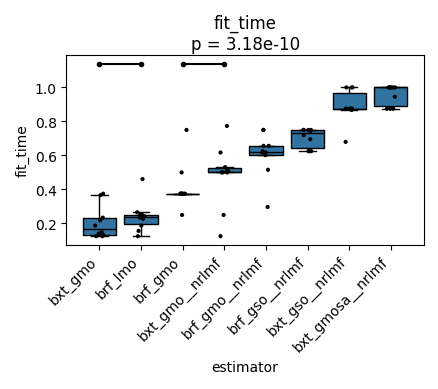 fit_time
p = 3.18e-10
fit_time
1.0
0.8
0.6
0.4
0.2
bxt_gmo
brf_lmo
brf_gmo
bxt_gmo__nrlmf
brf_gmo__nrlmf
brf_gso__nrlmf
bxt_gso__nrlmf
bxt_gmosa__nrlmf
estimator